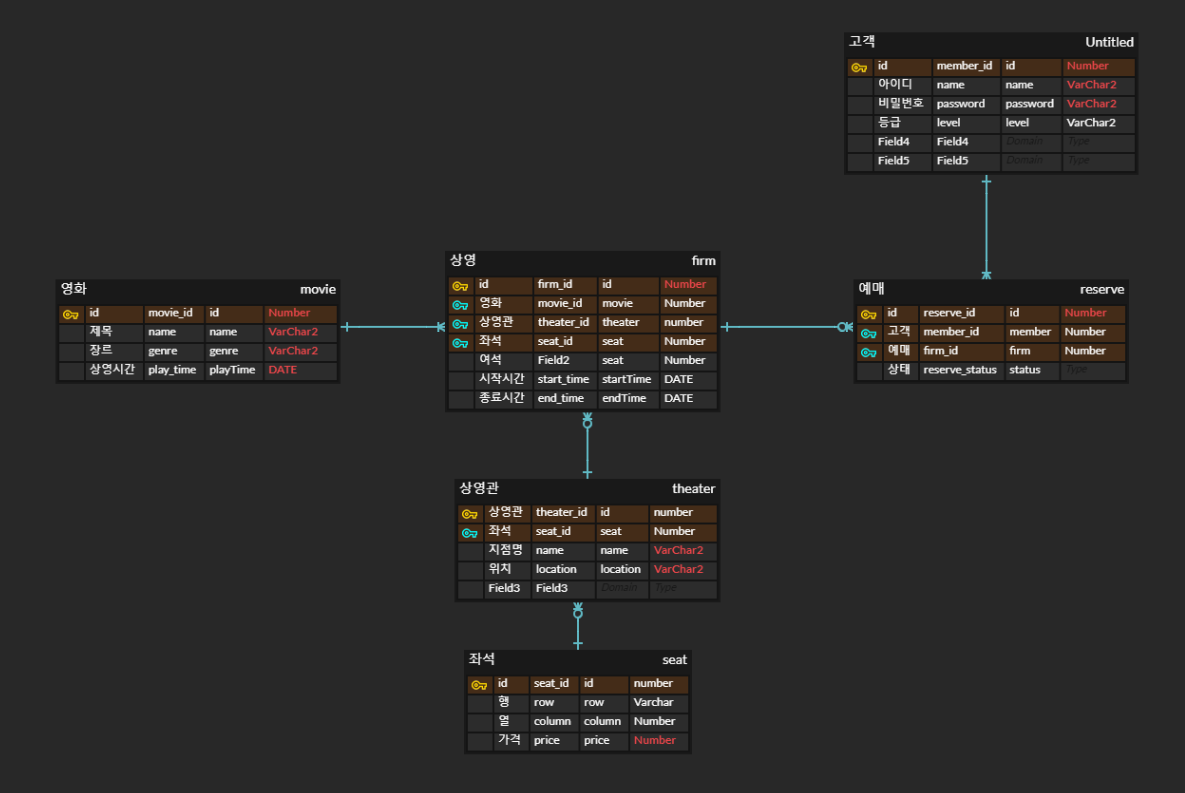 고객 Untitled
id member_id id Number
아이디 name name VarChar2
비밀번호 password password VarChar2
등급 level level VarChar2
Field4 Field4 Domain Type
Field5 Field5 Domain Type
상영 firm
id firm_id id Number
영화 movie_id movie Number
상영관 theater_id theater number
좌석 seat_id seat Number
여석 Field2 seat Number
시작시간 start_time startTime DATE
종료시간 end_time endTime DATE
영화 movie
id movie_id id Number
제목 name name VarChar2
장르 genre genre VarChar2
상영시간 play_time playTime DATE
예매 reserve
id reserve_id id Number
고객 member_id member Number
예매 firm_id firm Number
상태 reserve_status status Type
상영관 theater
상영관 theater_id id number
좌석 seat_id seat Number
지점명 name name VarChar2
위치 location location VarChar2
Field3 Field3 Domain Type
좌석 seat
id seat_id id number
행 row row Varchar
열 column column Number
가격 price price Number